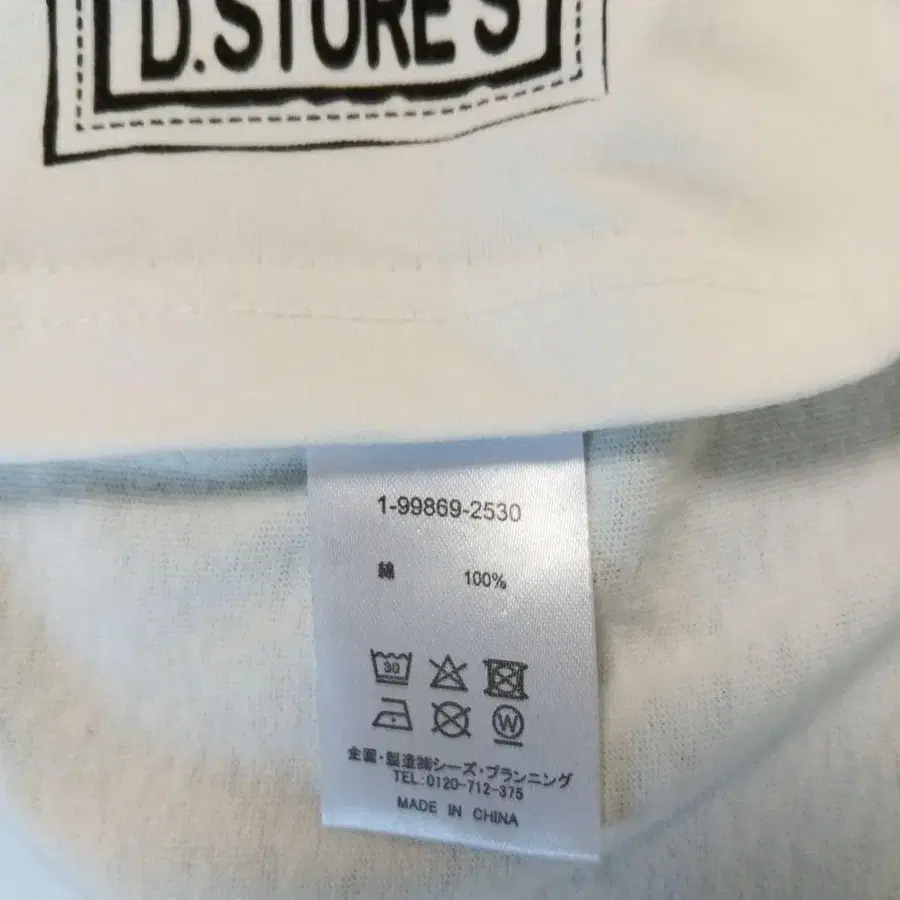 D.STORE'S
1-99869-2530
綿 100%
30
W
企画・製造㈱シーズ・プランニング
TEL:0120-712-375
MADE IN CHINA